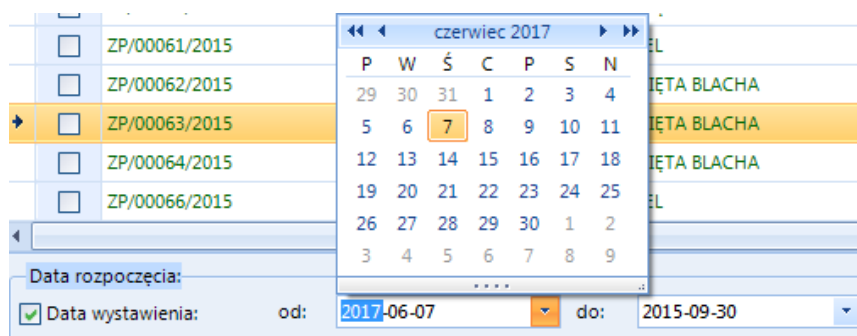 czerwiec 2017
ZP/00061/2015 EL
P W Ś C P S N
ZP/00062/2015 29 30 31 1 2 3 4 IĘTA BLACHA
ZP/00063/2015 5 6 7 8 9 10 11 IĘTA BLACHA
ZP/00064/2015 12 13 14 15 16 17 18 IĘTA BLACHA
ZP/00066/2015 19 20 21 22 23 24 25 EL
26 27 28 29 30 1 2
3 4 5 6 7 8 9
Data rozpoczęcia:
Data wystawienia: od: 2017-06-07 do: 2015-09-30